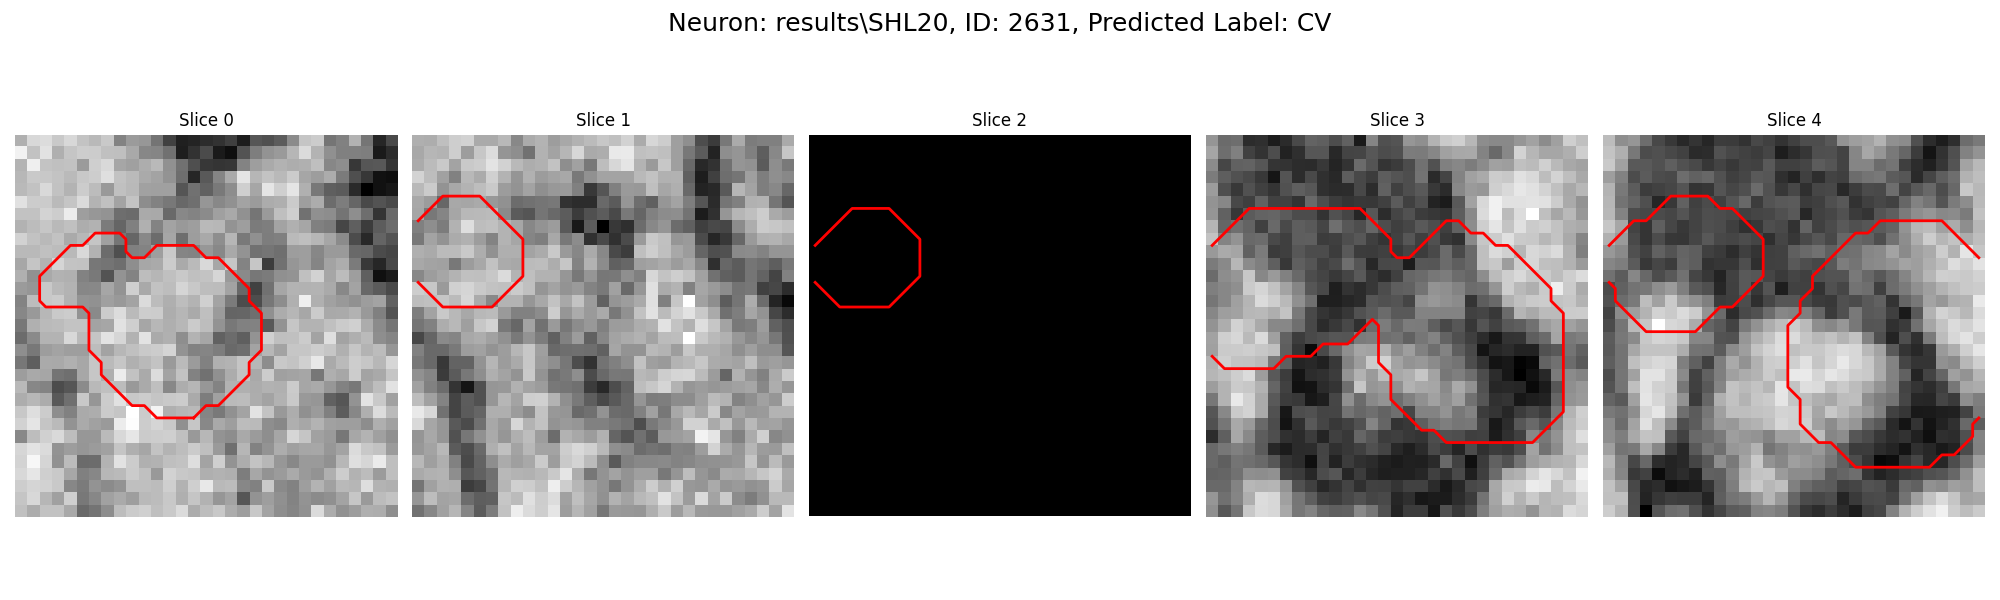 Neuron: results\SHL20, ID: 2631, Predicted Label: CV
Slice 0
Slice 1
Slice 2
Slice 3
Slice 4